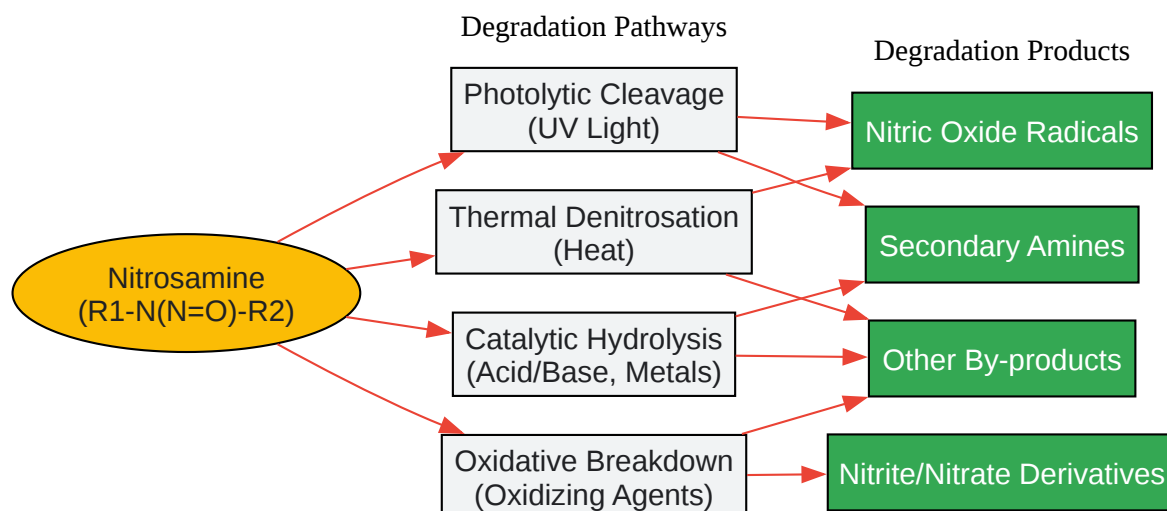 Degradation Pathways
Degradation Products
Photolytic Cleavage
(UV Light)
Nitric Oxide Radicals
Thermal Denitrosation
(Heat)
Secondary Amines
Nitrosamine
(R1-N(N=O)-R2)
Catalytic Hydrolysis
(Acid/Base, Metals)
Other By-products
Oxidative Breakdown
(Oxidizing Agents)
Nitrite/Nitrate Derivatives